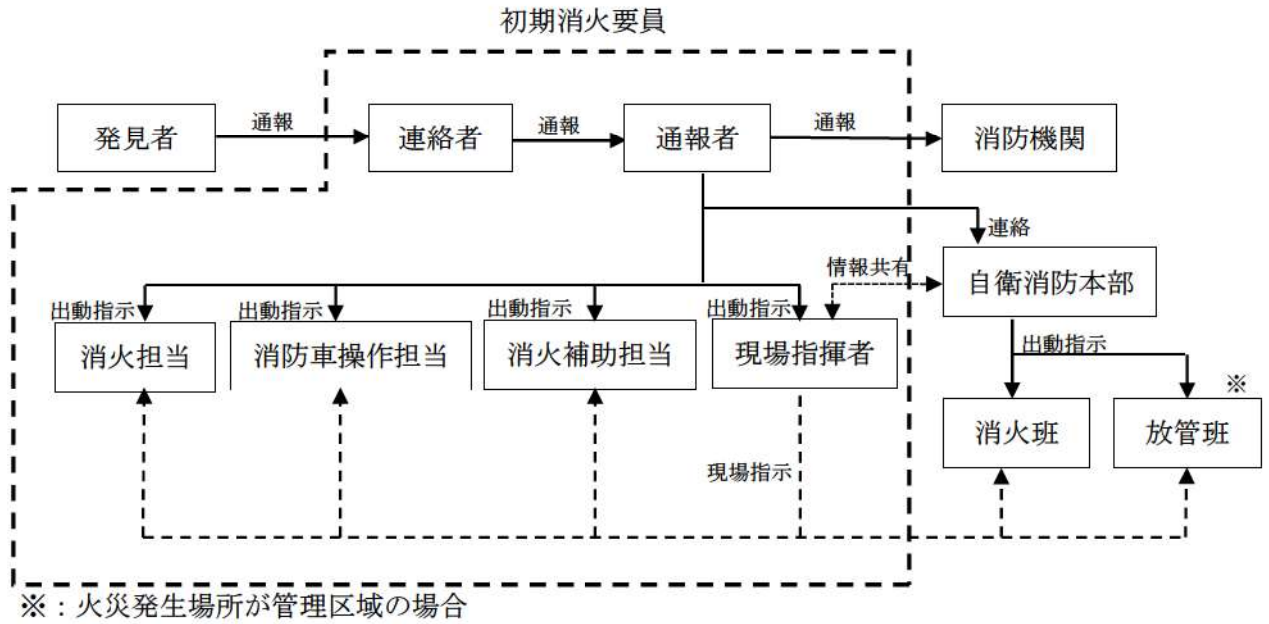 初期消火要員
発見者
通報
連絡者
通報
通報者
通報
消防機関
連絡
情報共有
自衛消防本部
出動指示
出動指示
出動指示
出動指示
消火担当
消防車操作担当
消火補助担当
現場指揮者
出動指示
※
消火班
放管班
現場指示
※：火災発生場所が管理区域の場合